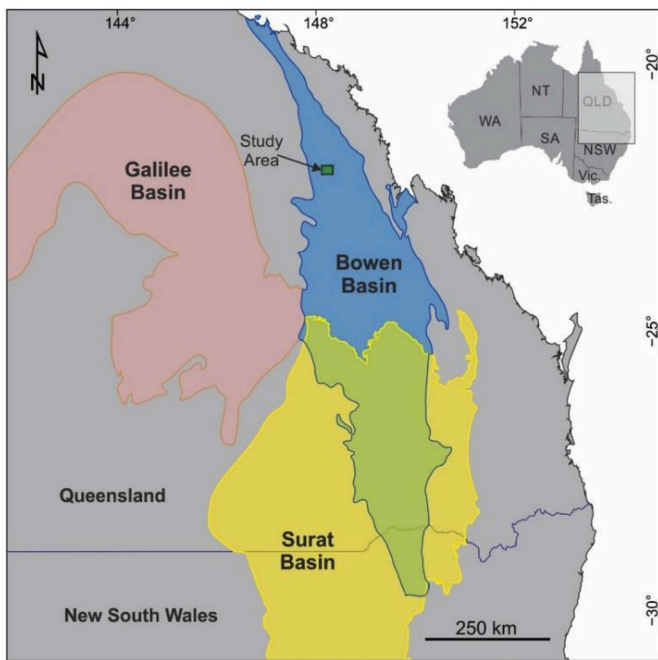 144°
148°
152°
-20°
N
NT
QLD
WA
SA
NSW
Vic.
Tas.
Study
Area
Galilee
Basin
Bowen
Basin
-25°
Queensland
Surat
Basin
New South Wales
250 km
-30°